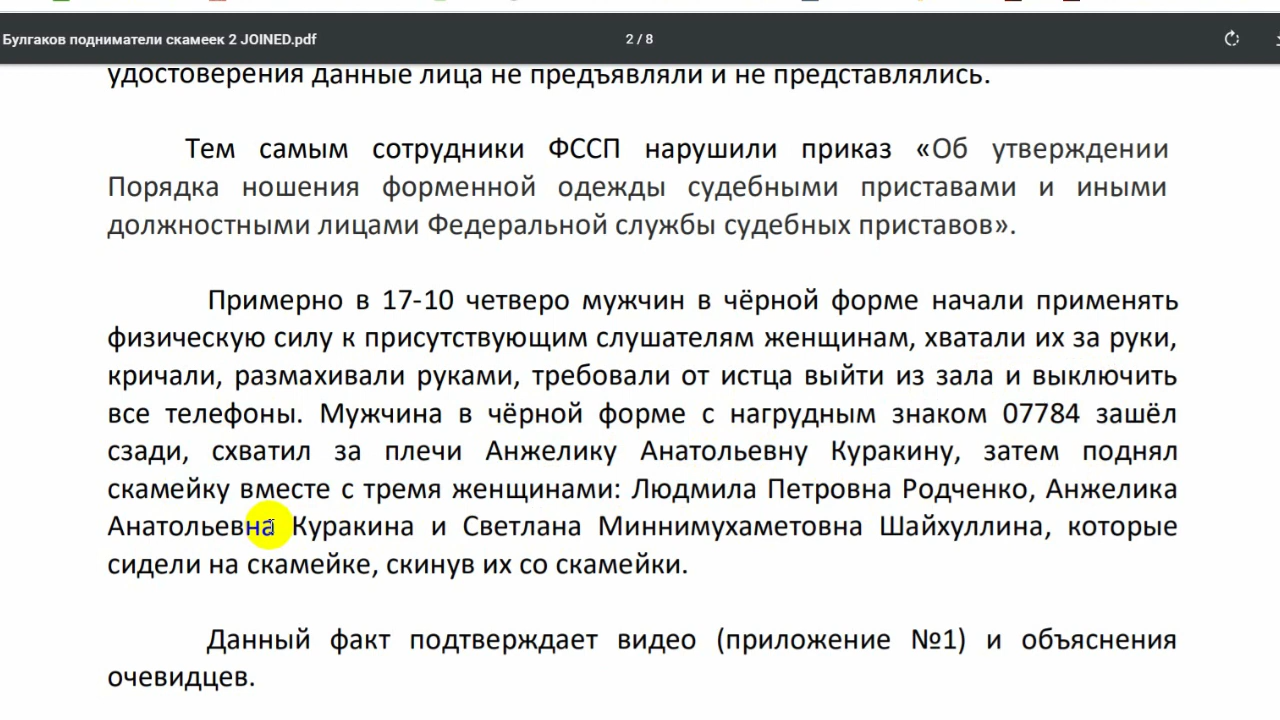 Булгаков подниматели скамеек 2 JOINED.pdf
2 / 8
удостоверения данные лица не предъявляли и не представлялись.
Тем самым сотрудники ФССП нарушили приказ «Об утверждении
Порядка ношения форменной одежды судебными приставами и иными
должностными лицами Федеральной службы судебных приставов».
Примерно в 17-10 четверо мужчин в чёрной форме начали применять
физическую силу к присутствующим слушателям женщинам, хватали их за руки,
кричали, размахивали руками, требовали от истца выйти из зала и выключить
все телефоны. Мужчина в чёрной форме с нагрудным знаком 07784 зашёл
сзади, схватил за плечи Анжелику Анатольевну Куракину, затем поднял
скамейку вместе с тремя женщинами: Людмила Петровна Родченко, Анжелика
Анатольевна Куракина и Светлана Миннимухаметовна Шайхуллина, которые
сидели на скамейке, скинув их со скамейки.
Данный факт подтверждает видео (приложение №1) и объяснения
очевидцев.